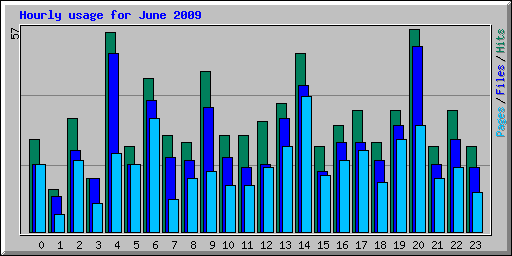 Hourly usage for June 2009
57
Pages / Files / Hits
0 1 2 3 4 5 6 7 8 9 10 11 12 13 14 15 16 17 18 19 20 21 22 23